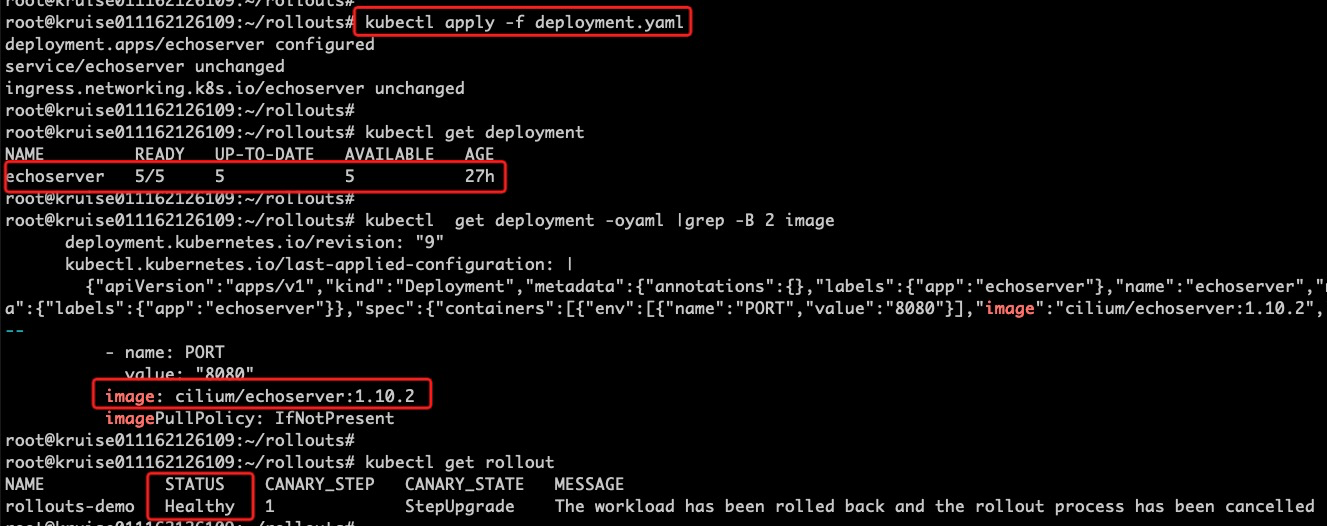 root@kruise011162126109:~/rollouts#
root@kruise011162126109:~/rollouts# kubectl apply -f deployment.yaml
deployment.apps/echoserver configured
service/echoserver unchanged
ingress.networking.k8s.io/echoserver unchanged
root@kruise011162126109:~/rollouts#
root@kruise011162126109:~/rollouts# kubectl get deployment
NAME READY UP-TO-DATE AVAILABLE AGE
echoserver 5/5 5 5 27h
root@kruise011162126109:~/rollouts#
root@kruise011162126109:~/rollouts# kubectl  get deployment -oyaml |grep -B 2 image
deployment.kubernetes.io/revision: "9"
kubectl.kubernetes.io/last-applied-configuration: |
{"apiVersion":"apps/v1","kind":"Deployment","metadata":{"annotations":{},"labels":{"app":"echoserver"},"name":"echoserver","
a":{"labels":{"app":"echoserver"}},"spec":{"containers":[{"env":[{"name":"PORT","value":"8080"}],"image":"cilium/echoserver:1.10.2",
--
- name: PORT
value: "8080"
image: cilium/echoserver:1.10.2
imagePullPolicy: IfNotPresent
root@kruise011162126109:~/rollouts#
root@kruise011162126109:~/rollouts# kubectl get rollout
NAME STATUS CANARY_STEP CANARY_STATE MESSAGE
rollouts-demo Healthy 1 StepUpgrade The workload has been rolled back and the rollout process has been cancelled
root@kruise011162126109:~/rollouts#